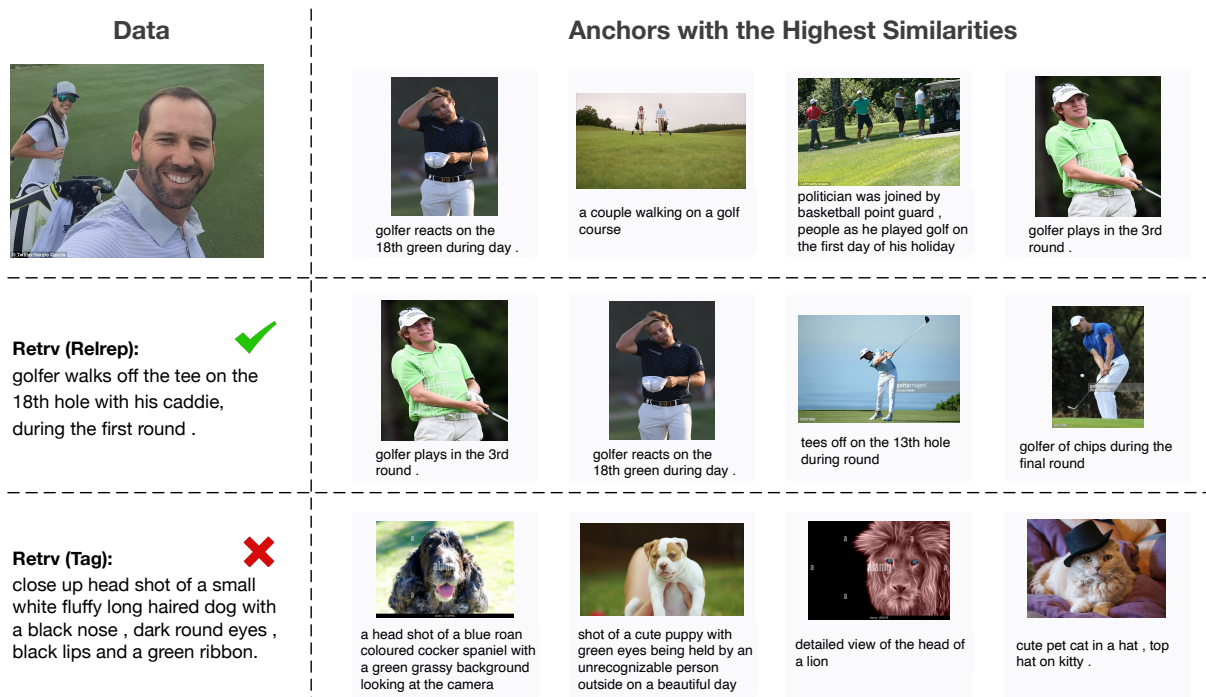 Data
Anchors with the Highest Similarities
© Twitter/Sergio Garcia
golfer reacts on the
18th green during day .
a couple walking on a golf
course
politician was joined by
basketball point guard ,
people as he played golf on
the first day of his holiday
golfer plays in the 3rd
round .
Retrv (Relrep):
golfer walks off the tee on the
18th hole with his caddie,
during the first round .
golfer plays in the 3rd
round .
golfer reacts on the
18th green during day .
gettyimages
tees off on the 13th hole
during round
gettyimages
golfer of chips during the
final round
Retrv (Tag):
close up head shot of a small
white fluffy long haired dog with
a black nose , dark round eyes ,
black lips and a green ribbon.
a
alamy
a head shot of a blue roan
coloured cocker spaniel with
a green grassy background
looking at the camera
shot of a cute puppy with
green eyes being held by an
unrecognizable person
outside on a beautiful day
a
a
alamy
a
detailed view of the head of
a lion
cute pet cat in a hat , top
hat on kitty .